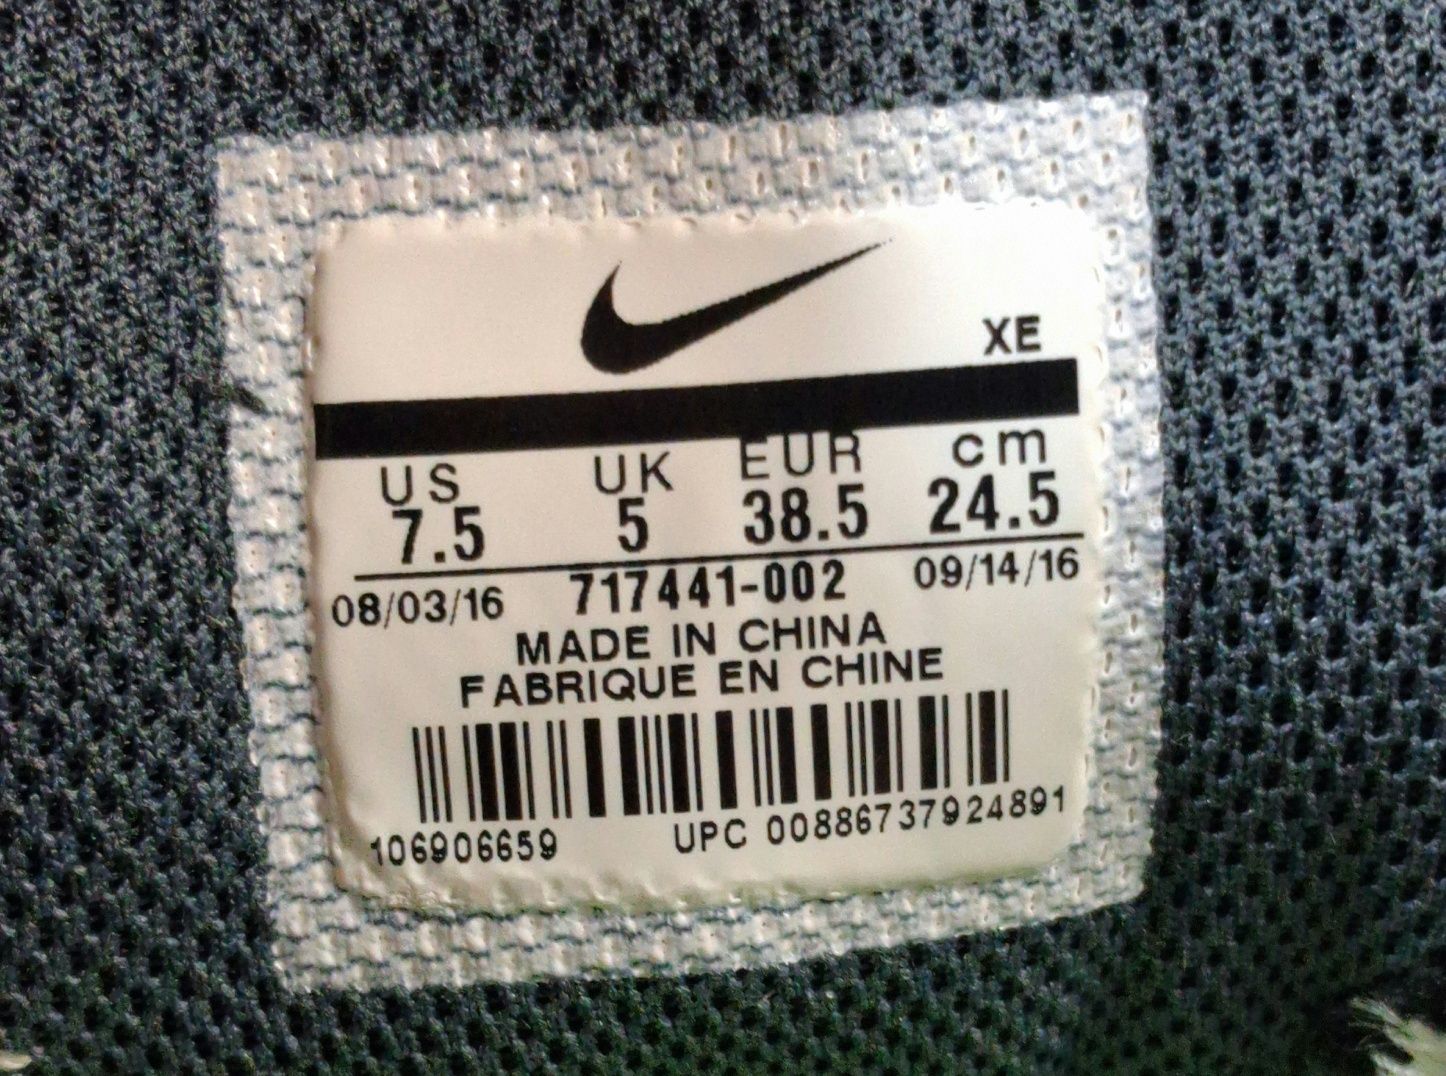 XE
US UK EUR cm
7.5 5 38.5 24.5
08/03/16 717441-002 09/14/16
MADE IN CHINA
FABRIQUE EN CHINE
106906659 UPC 00886737924891